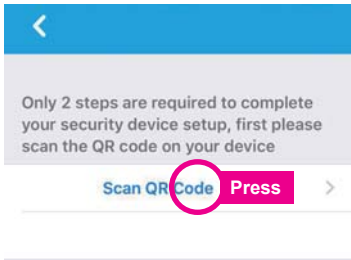 Only 2 steps are required to complete
your security device setup, first please
scan the QR code on your device
Scan QR Code Press